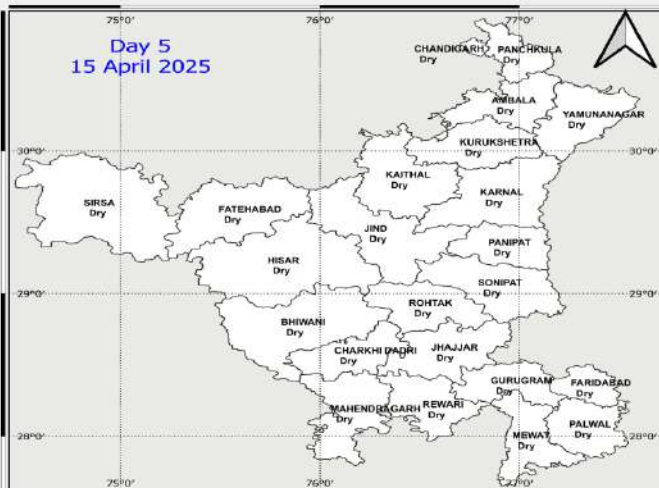 75°0'
76°0'
77°0'
Day 5
15 April 2025
CHANDIGARH
Dry
PANCHKULA
Dry
AMBALA
Dry
YAMUNANAGAR
Dry
KURUKSHETRA
Dry
30°0'
30°0'
KAITHAL
Dry
KARNAL
Dry
SIRSA
Dry
FATEHABAD
Dry
JIND
Dry
PANIPAT
Dry
HISAR
Dry
SONIPAT
Dry
29°0'
29°0'
ROHTAK
Dry
BHIWANI
Dry
CHARKHI DADRI
Dry
JHAJJAR
Dry
GURUGRAM
Dry
FARIDABAD
Dry
MAHENDRAGARH
Dry
REWARI
Dry
PALWAL
Dry
MEWAT
Dry
28°0'
28°0'
75°0'
76°0'
77°0'